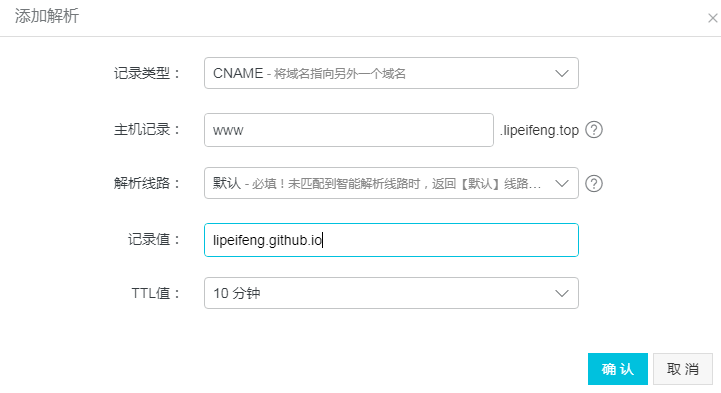 添加解析
记录类型： CNAME - 将域名指向另外一个域名
主机记录： www .lipeifeng.top
解析线路： 默认 - 必填！未匹配到智能解析线路时，返回【默认】线路...
记录值： lipeifeng.github.io
TTL值： 10 分钟
确 认 取 消